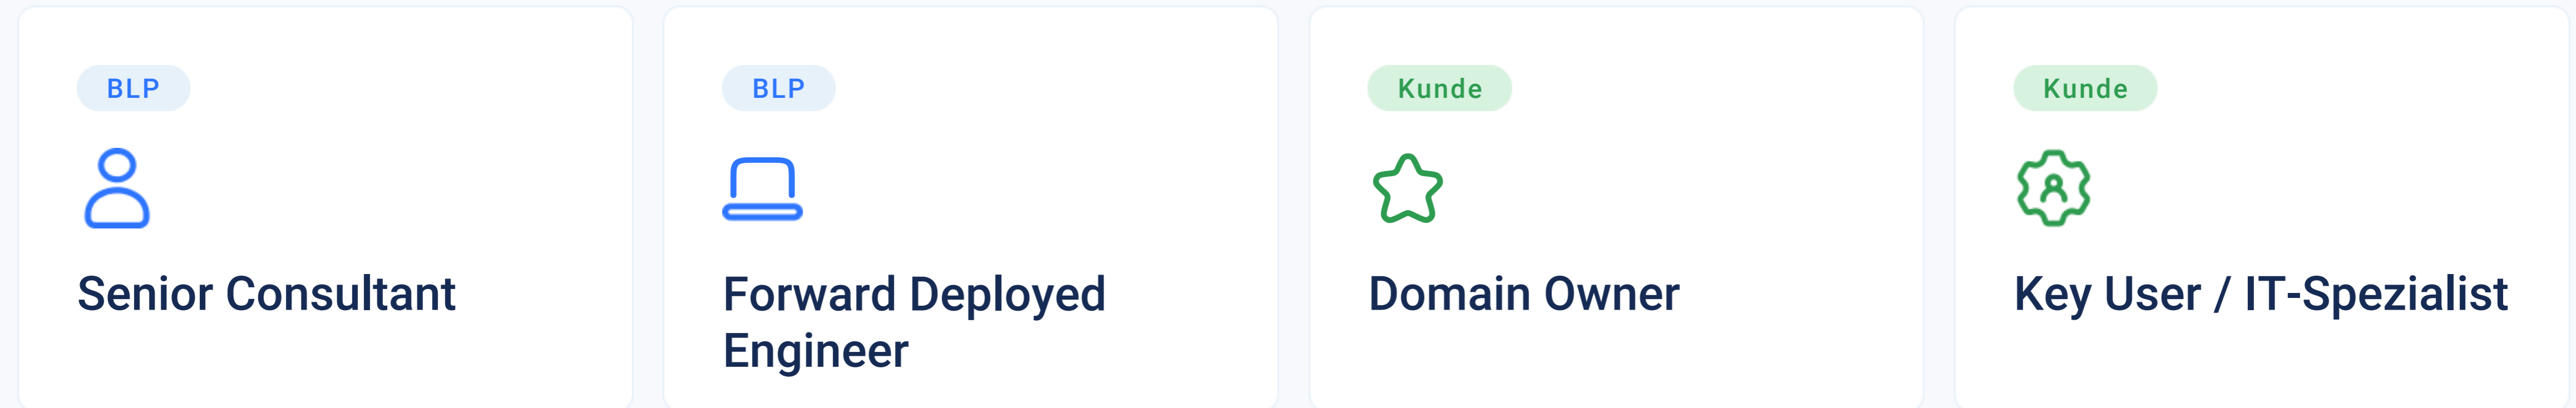 BLP
Senior Consultant
BLP
Forward Deployed
Engineer
Kunde
Domain Owner
Kunde
Key User / IT-Spezialist